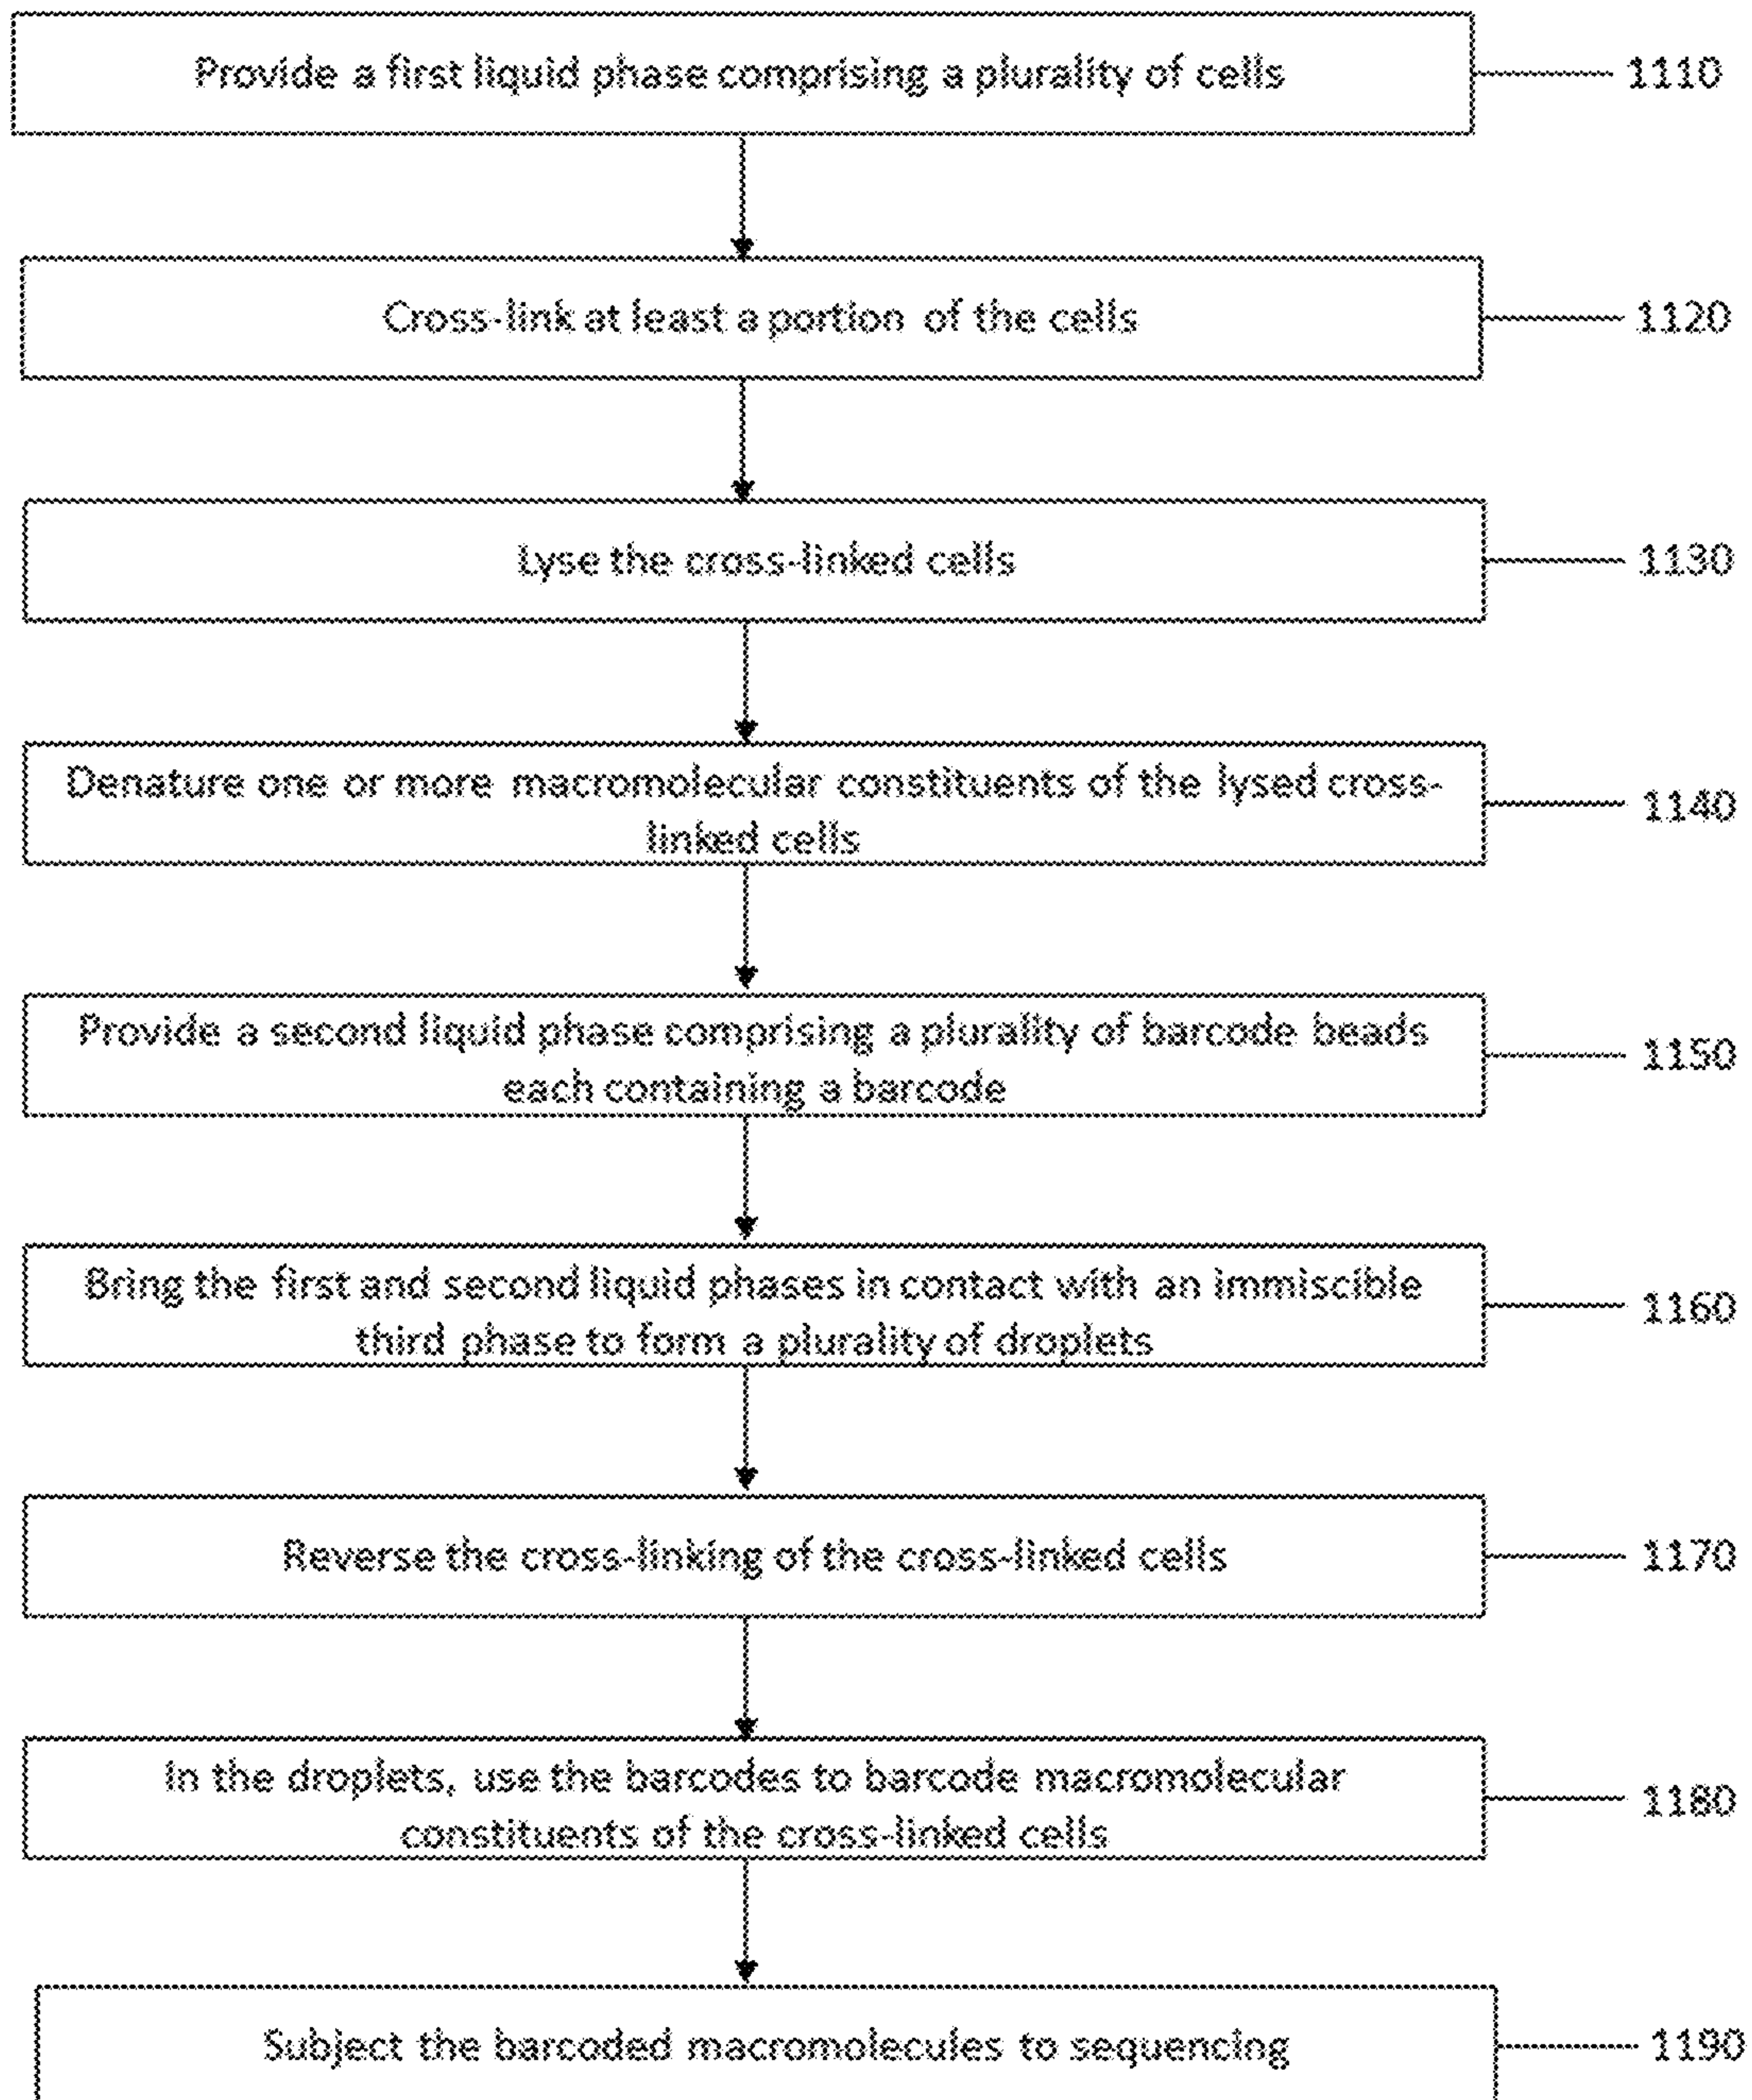 Provide a first liquid phase comprising a plurality of cells
1110
Cross-link at least a portion of the cells
1120
Lyse the cross-linked cells
1130
Denature one or more macromolecular constituents of the lysed cross-
linked cells
1140
Provide a second liquid phase comprising a plurality of barcode beads
each containing a barcode
1150
Bring the first and second liquid phases in contact with an immiscible
third phase to form a plurality of droplets
1160
Reverse the cross-linking of the cross-linked cells
1170
In the droplets, use the barcodes to barcode macromolecular
constituents of the cross-linked cells
1180
Subject the barcoded macromolecules to sequencing
1190